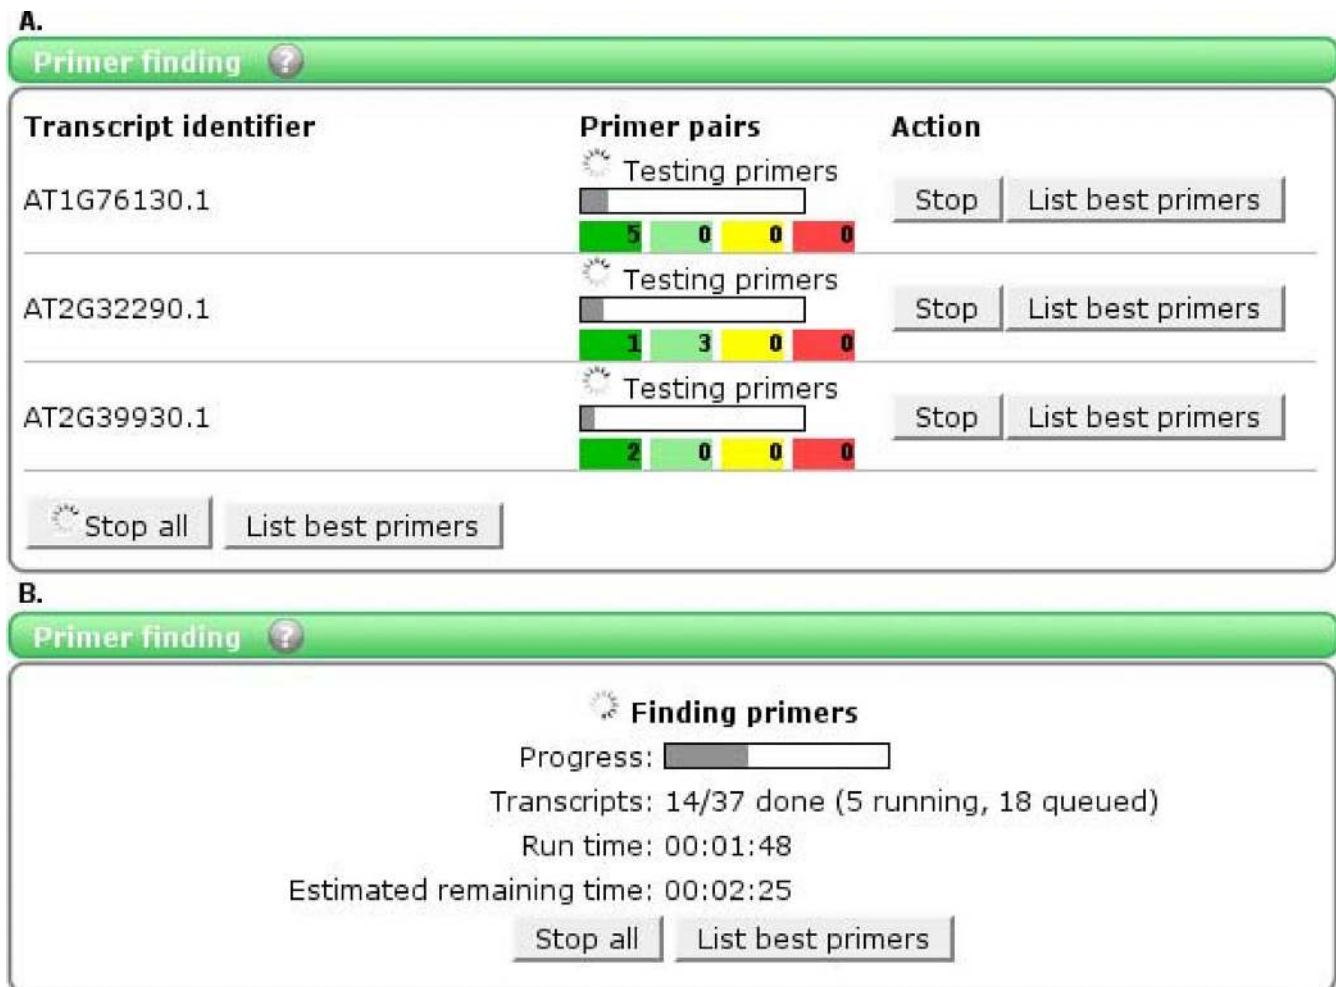 A.
Primer finding ?
Transcript identifier Primer pairs Action
Testing primers
AT1G76130.1 Stop List best primers
5 0 0 0
Testing primers
AT2G32290.1 Stop List best primers
1 3 0 0
Testing primers
AT2G39930.1 Stop List best primers
2 0 0 0
Stop all List best primers
B.
Primer finding ?
Finding primers
Progress:
Transcripts: 14/37 done (5 running, 18 queued)
Run time: 00:01:48
Estimated remaining time: 00:02:25
Stop all List best primers